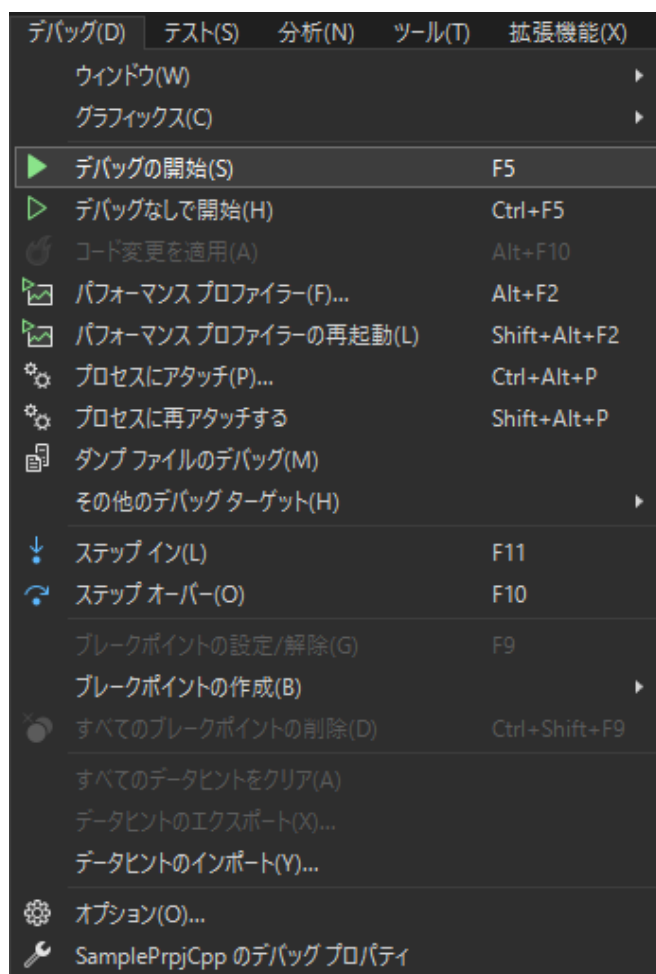 デバッグ(D) テスト(S) 分析(N) ツール(T) 拡張機能(X)
ウィンドウ(W)
グラフィックス(C)
デバッグの開始(S) F5
デバッグなしで開始(H) Ctrl+F5
コード変更を適用(A) Alt+F10
パフォーマンス プロファイラー(F)... Alt+F2
パフォーマンス プロファイラーの再起動(L) Shift+Alt+F2
プロセスにアタッチ(P)... Ctrl+Alt+P
プロセスに再アタッチする Shift+Alt+P
ダンプ ファイルのデバッグ(M)
その他のデバッグ ターゲット(H)
ステップ イン(L) F11
ステップ オーバー(O) F10
ブレークポイントの設定/解除(G) F9
ブレークポイントの作成(B)
すべてのブレークポイントの削除(D) Ctrl+Shift+F9
すべてのデータヒントをクリア(A)
データヒントのエクスポート(X)...
データヒントのインポート(Y)...
オプション(O)...
SamplePrpjCpp のデバッグ プロパティ